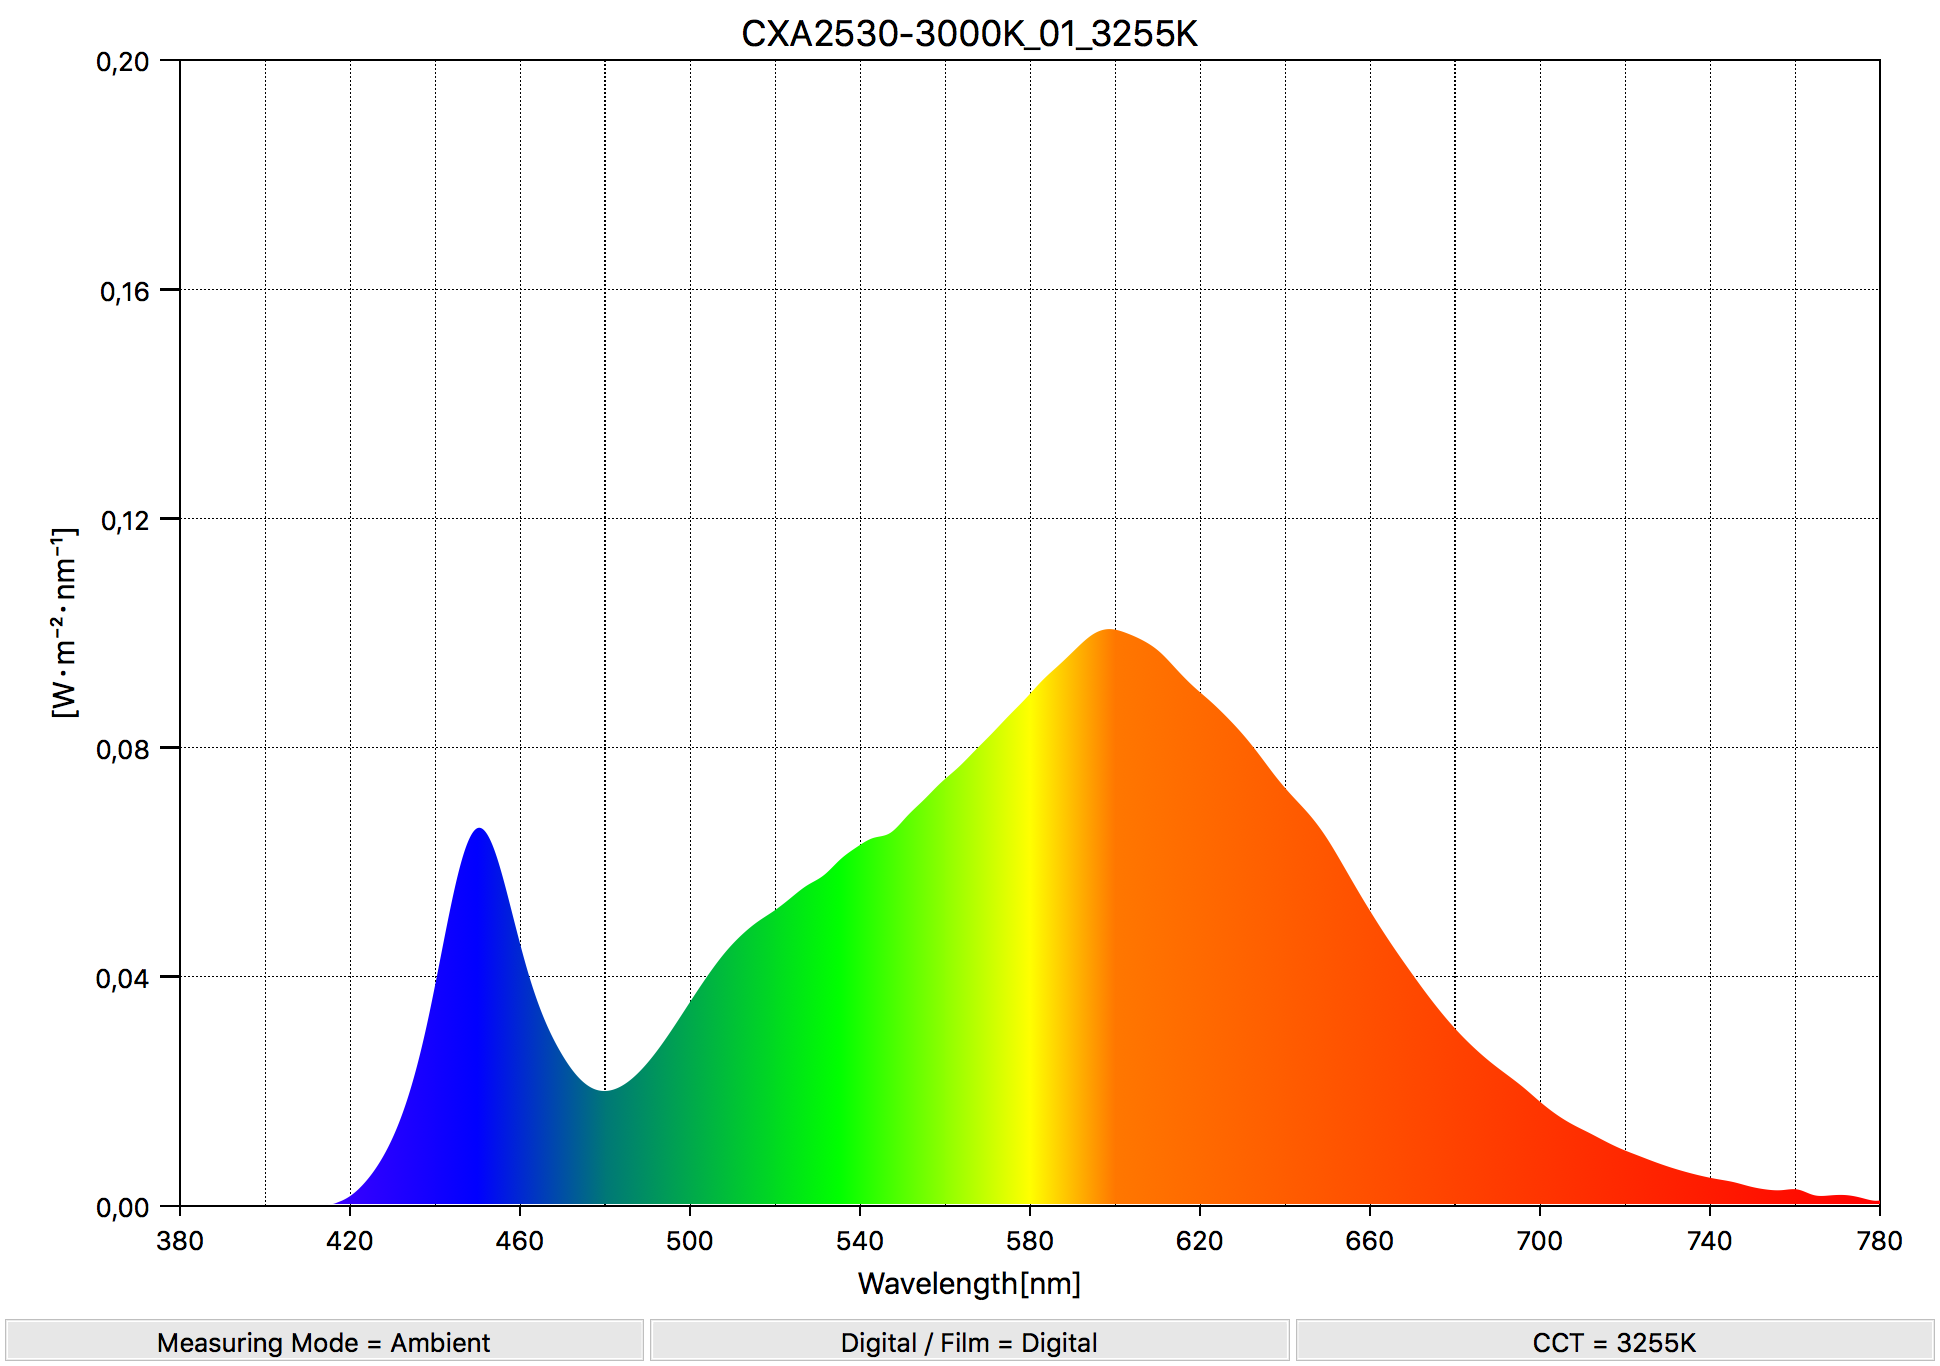 CXA2530-3000K_01_3255K
0,20
0,16
0,12
0,08
0,04
0,00
[W·m⁻²·nm⁻¹]
380 420 460 500 540 580 620 660 700 740 780
Wavelength[nm]
Measuring Mode = Ambient
Digital / Film = Digital
CCT = 3255K